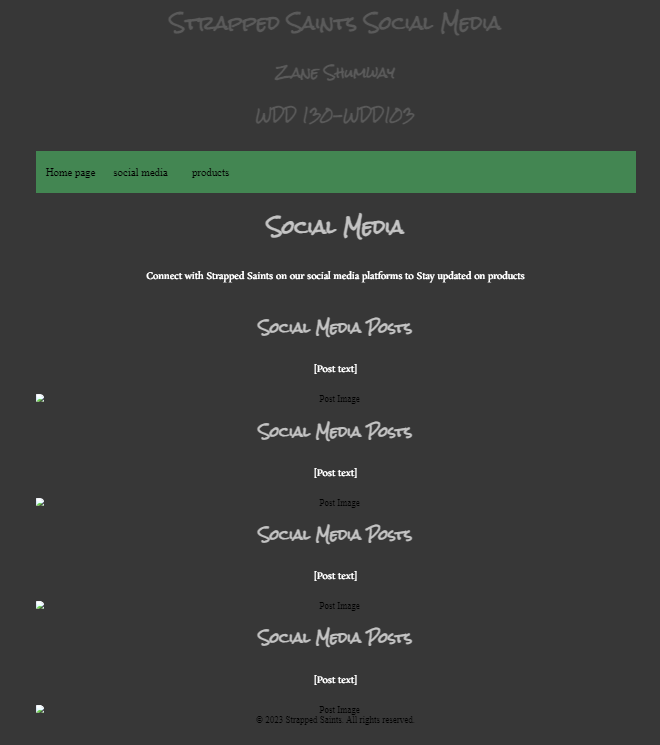 Strapped Saints Social Media
Zane Shumway
WDD 130-WDD103
Home page social media products
Social Media
Connect with Strapped Saints on our social media platforms to Stay updated on products
Social Media Posts
[Post text]
Post Image
Social Media Posts
[Post text]
Post Image
Social Media Posts
[Post text]
Post Image
Social Media Posts
[Post text]
Post Image
© 2023 Strapped Saints. All rights reserved.